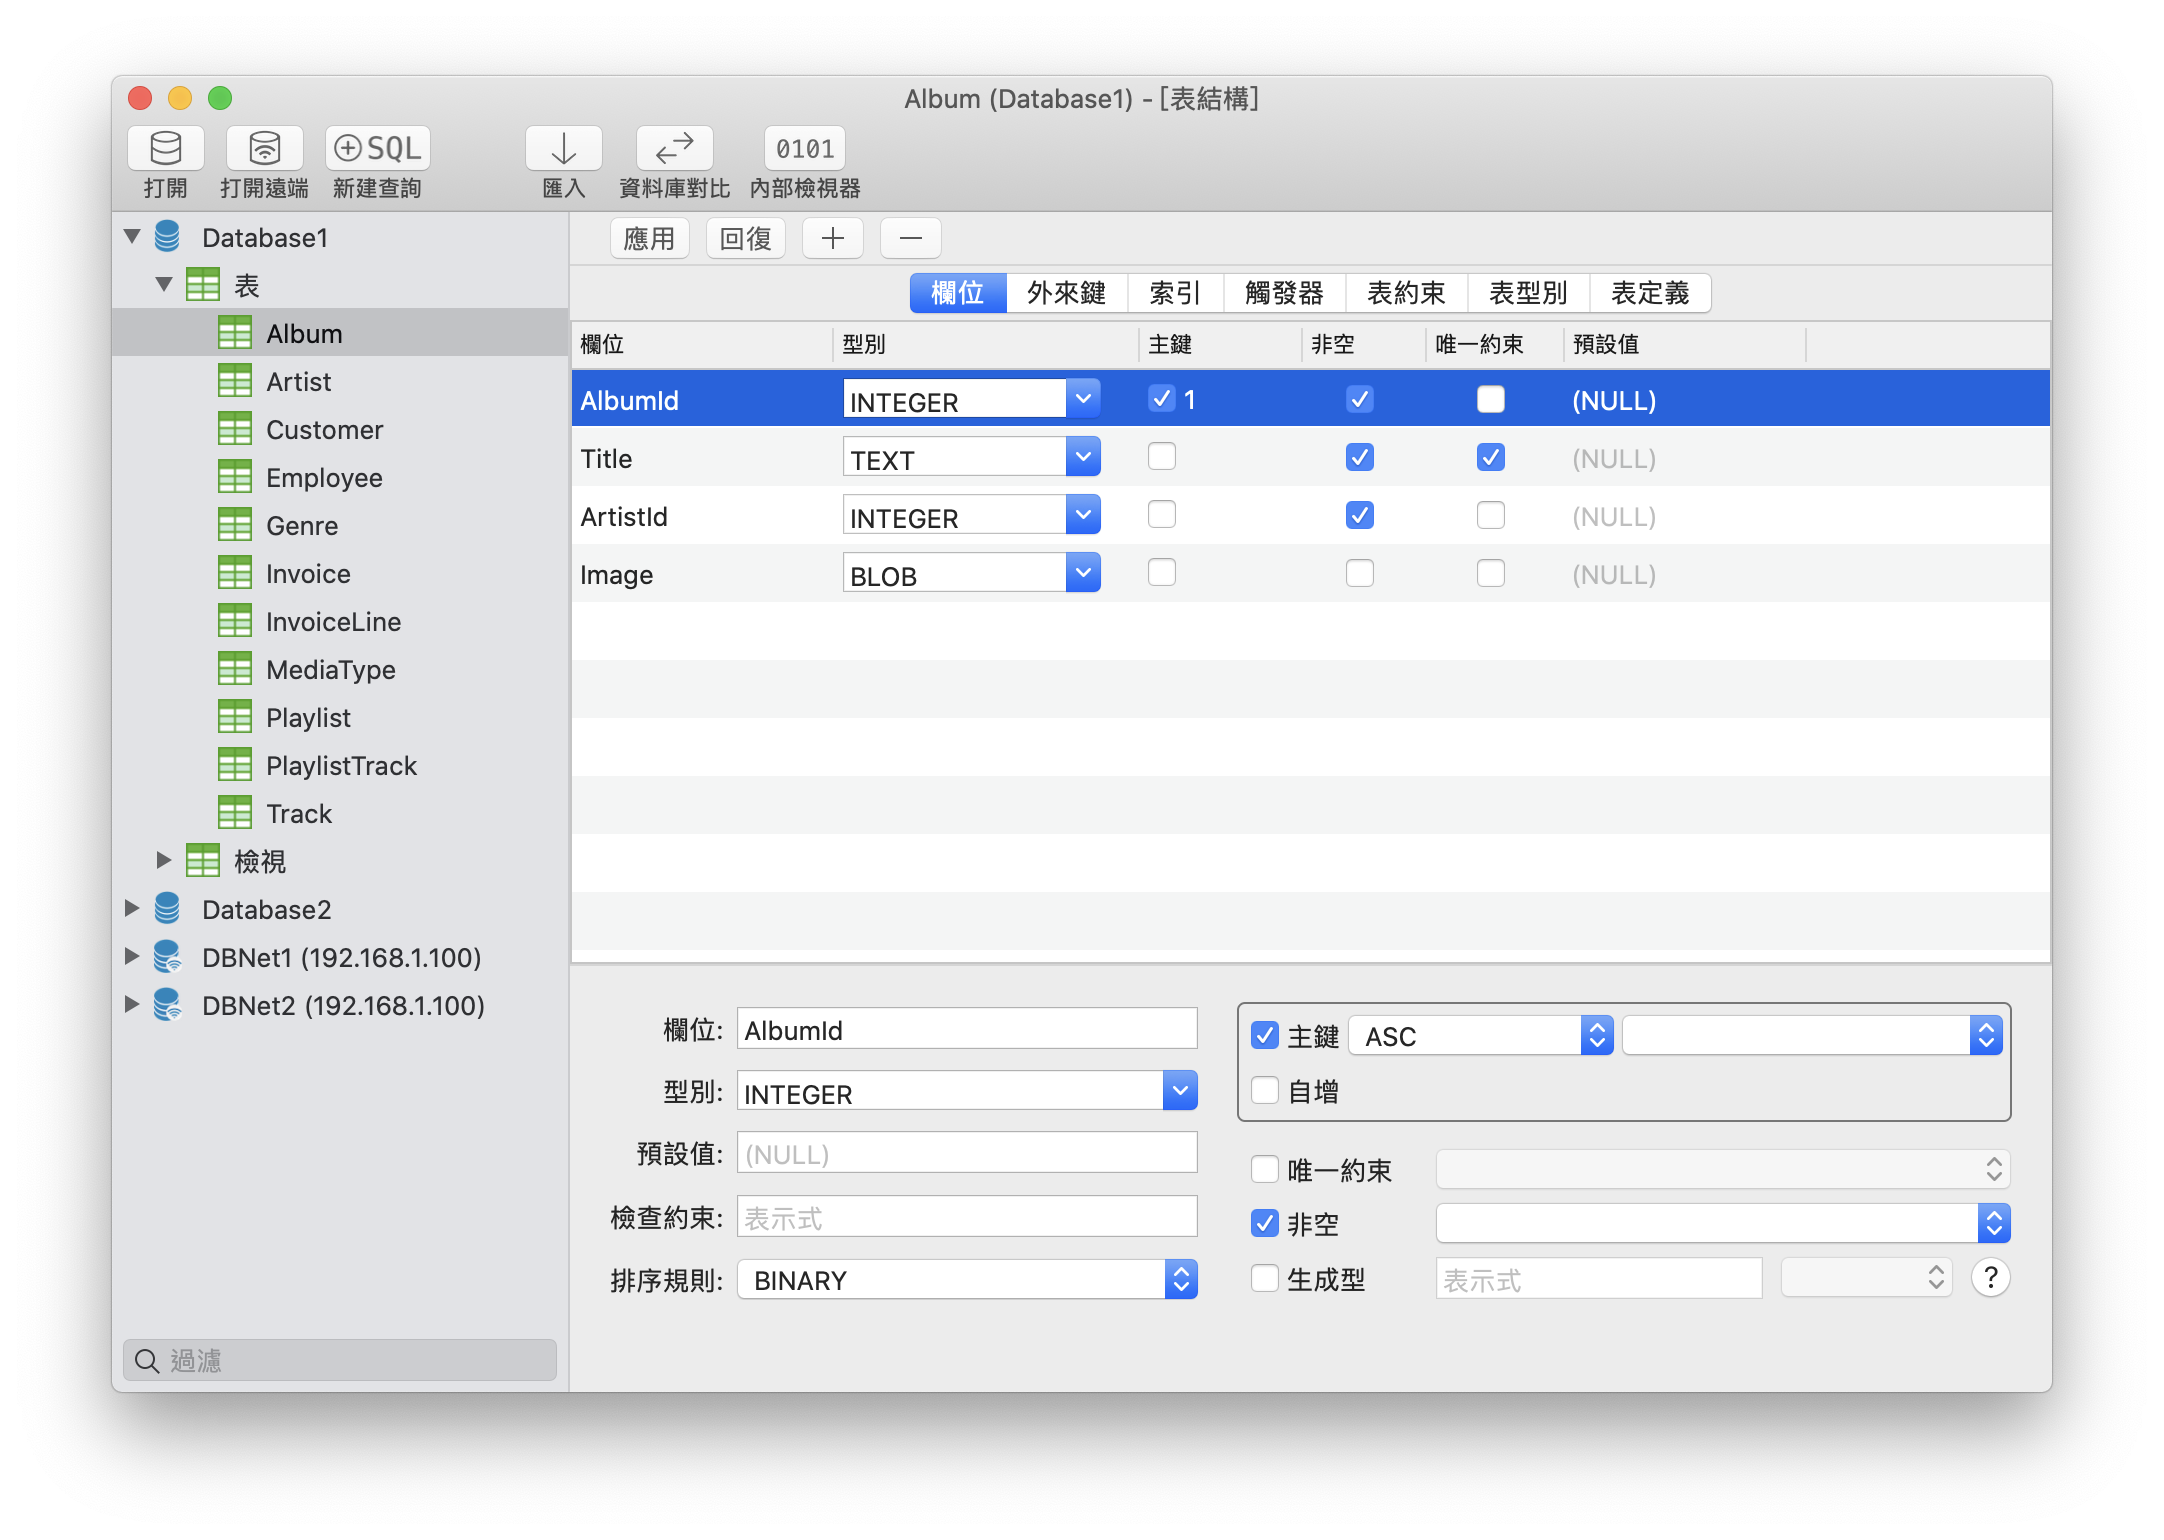 Album (Database1) - [表結構]
SQL
0101
打開 打開遠端 新建查詢 匯入 資料庫對比 內部檢視器
Database1
表
Album
Artist
Customer
Employee
Genre
Invoice
InvoiceLine
MediaType
Playlist
PlaylistTrack
Track
檢視
Database2
DBNet1 (192.168.1.100)
DBNet2 (192.168.1.100)
過濾
應用 回復
欄位 外來鍵 索引 觸發器 表約束 表型別 表定義
欄位 型別 主鍵 非空 唯一約束 預設值
AlbumId INTEGER 1 (NULL)
Title TEXT (NULL)
ArtistId INTEGER (NULL)
Image BLOB (NULL)
欄位: AlbumId
型別: INTEGER
預設值: (NULL)
檢查約束: 表示式
排序規則: BINARY
主鍵 ASC
自增
唯一約束
非空
生成型 表示式 ?